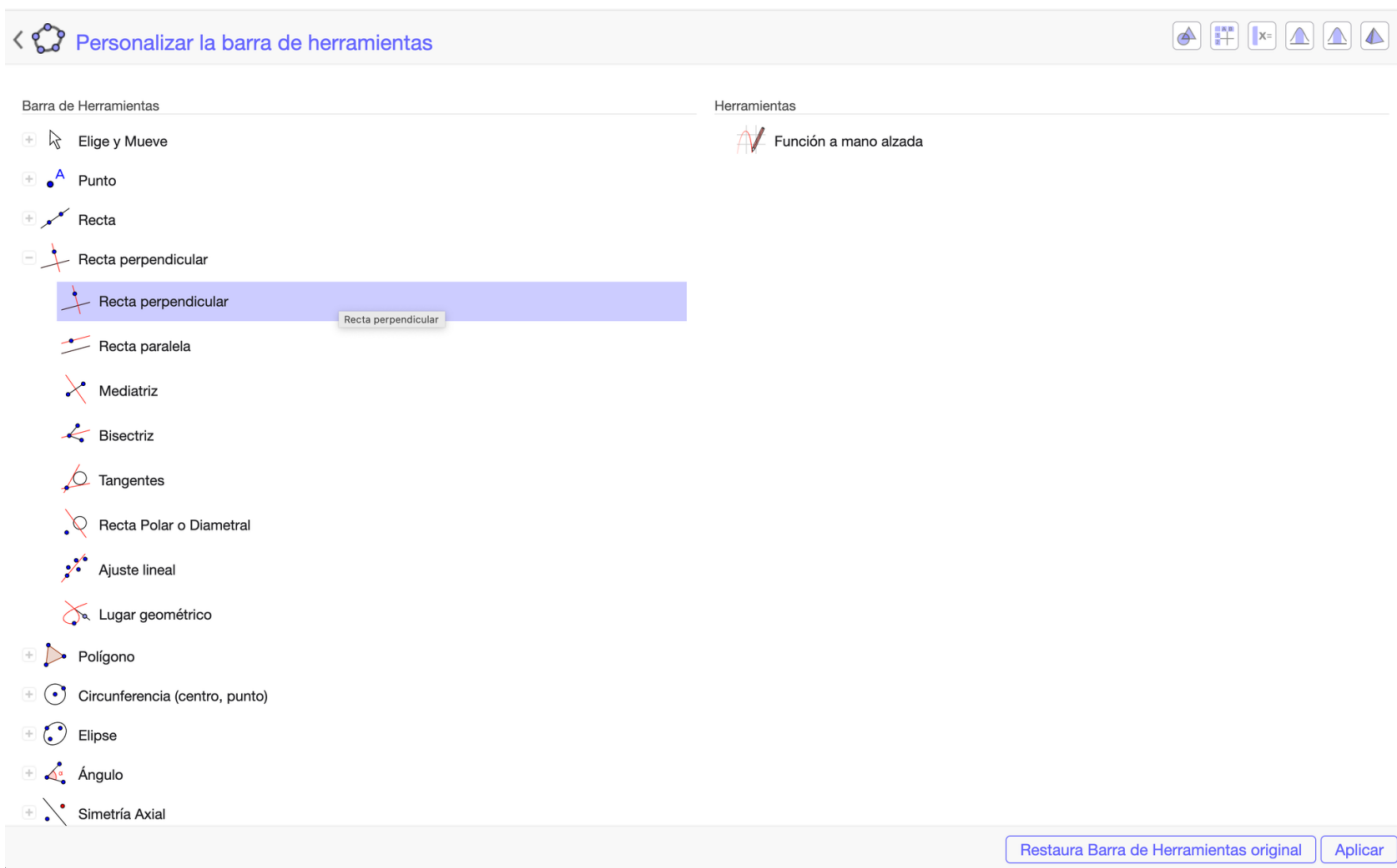 Personalizar la barra de herramientas
x=
Barra de Herramientas
Herramientas
Elige y Mueve
Función a mano alzada
A
Punto
Recta
Recta perpendicular
Recta perpendicular
Recta perpendicular
Recta paralela
Mediatriz
Bisectriz
Tangentes
Recta Polar o Diametral
Ajuste lineal
Lugar geométrico
Polígono
Circunferencia (centro, punto)
Elipse
Ángulo
Simetría Axial
Restaura Barra de Herramientas original
Aplicar